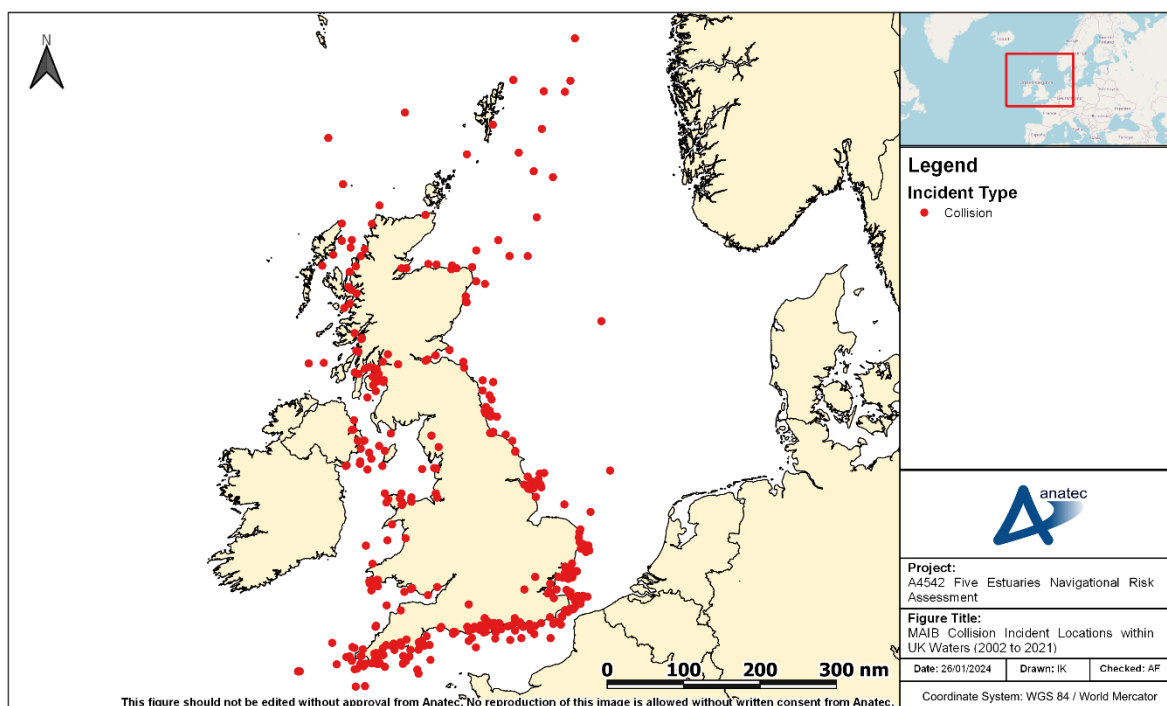 N
0 100 200 300 nm
This figure should not be edited without approval from Anatec. No reproduction of this image is allowed without written consent from Anatec.
Legend
Incident Type
Collision
anatec
Project:
A4542 Five Estuaries Navigational Risk
Assessment
Figure Title:
MAIB Collision Incident Locations within
UK Waters (2002 to 2021)
Date: 26/01/2024 Drawn: IK Checked: AF
Coordinate System: WGS 84 / World Mercator